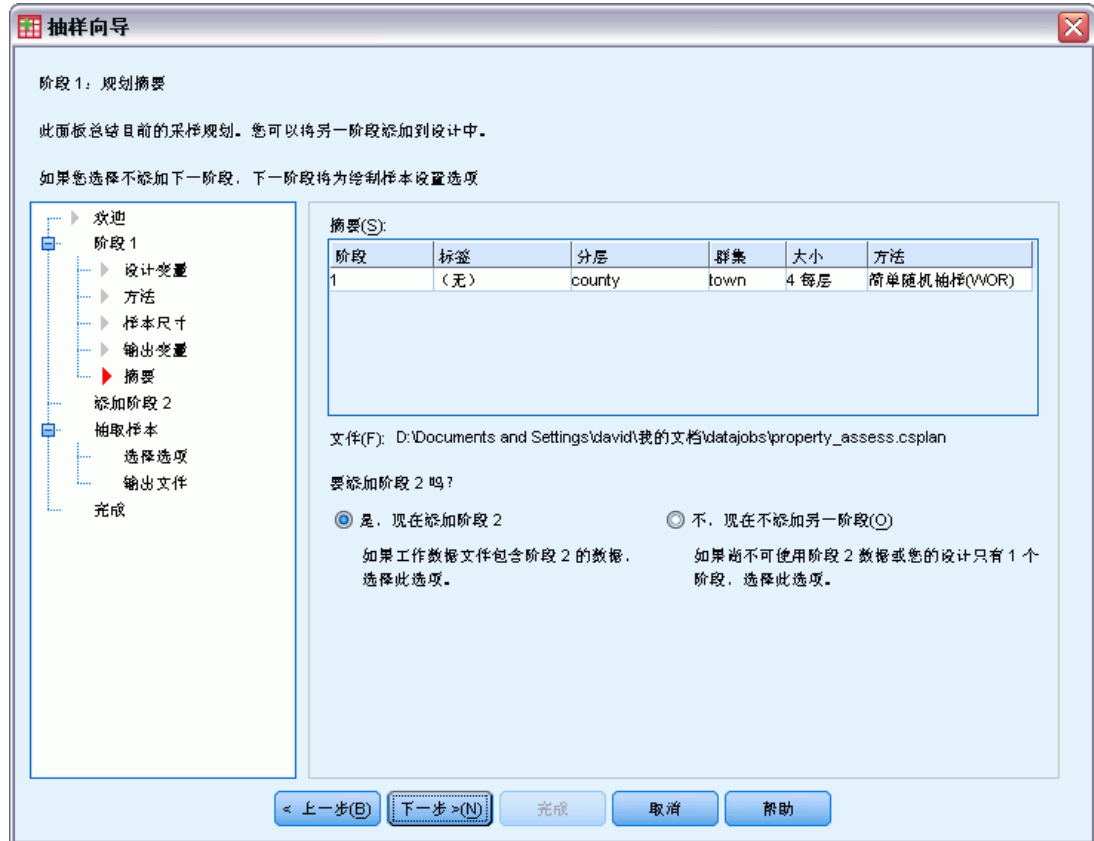 抽样向导
阶段 1：规划摘要
此面板总结目前的采样规划。您可以将另一阶段添加到设计中。
如果您选择不添加下一阶段，下一阶段将为绘制样本设置选项
欢迎
阶段 1
设计变量
方法
样本尺寸
输出变量
摘要
添加阶段 2
抽取样本
选择选项
输出文件
完成
摘要(S):
阶段 标签 分层 群集 大小 方法
1 （无） county town 4 每层 简单随机抽样(WOR)
文件(F): D:\Documents and Settings\david\我的文档\datajobs\property_assess.csplan
要添加阶段 2 吗？
是，现在添加阶段 2
不，现在不添加另一阶段(O)
如果工作数据文件包含阶段 2 的数据，
选择此选项。
如果尚不可使用阶段 2 数据或您的设计只有 1 个
阶段，选择此选项。
< 上一步(B) 下一步 >(N) 完成 取消 帮助